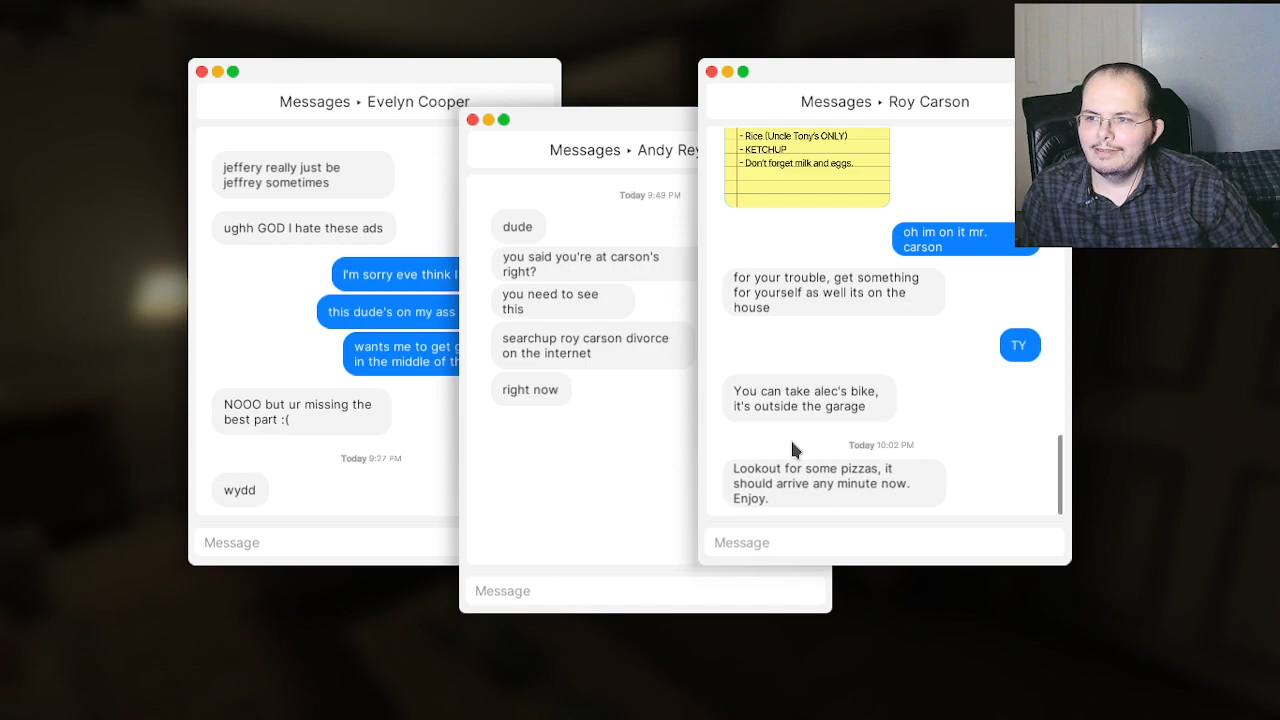 Messages ▸ Evelyn Cooper
jeffery really just be
jeffrey sometimes
ughh GOD I hate these ads
I'm sorry eve think I
this dude's on my ass
wants me to get g
in the middle of th
NOOO but ur missing the
best part :(
Today 9:27 PM
wydd
Message
Messages ▸ Andy Rey
Today 9:49 PM
dude
you said you're at carson's
right?
you need to see
this
searchup roy carson divorce
on the internet
right now
Message
Messages ▸ Roy Carson
- Rice (Uncle Tony's ONLY)
- KETCHUP
- Don't forget milk and eggs.
oh im on it mr.
carson
for your trouble, get something
for yourself as well its on the
house
TY
You can take alec's bike,
it's outside the garage
Today 10:02 PM
Lookout for some pizzas, it
should arrive any minute now.
Enjoy.
Message